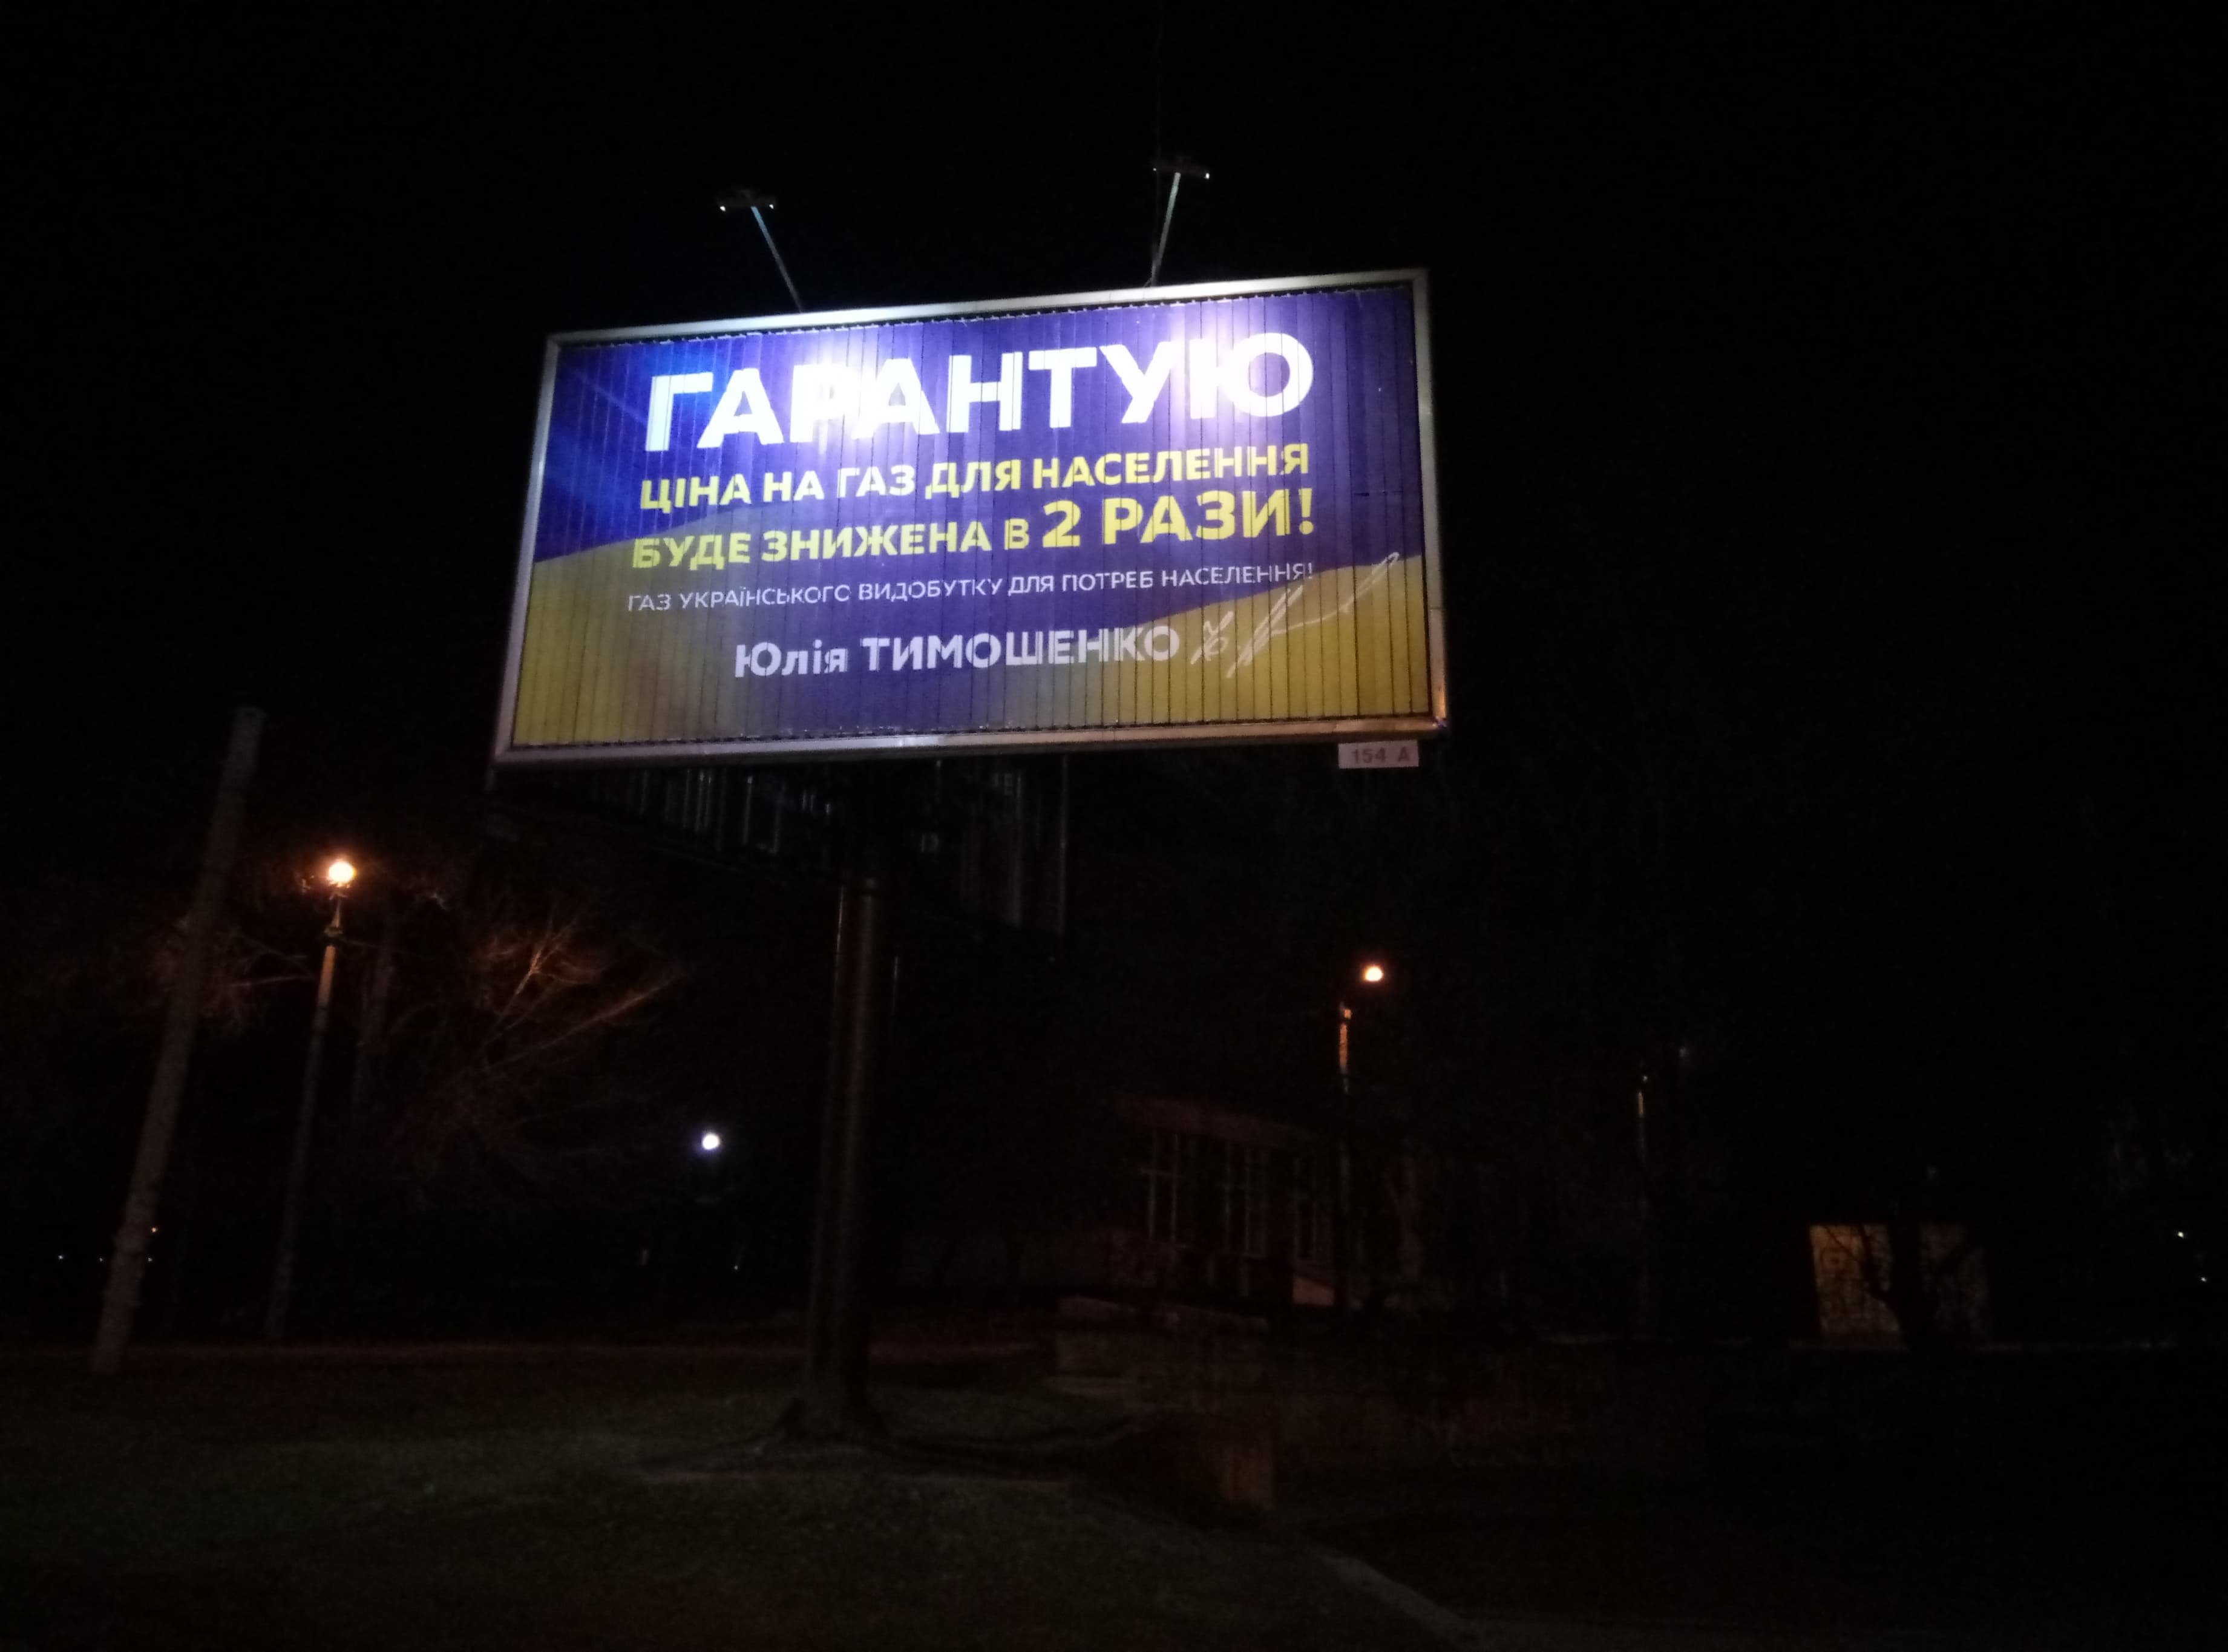 ГАРАНТУЮ
ЦІНА НА ГАЗ ДЛЯ НАСЕЛЕННЯ
БУДЕ ЗНИЖЕНА В 2 РАЗИ!
ГАЗ УКРАЇНСЬКОГО ВИДОБУТКУ ДЛЯ ПОТРЕБ НАСЕЛЕННЯ!
Юлія ТИМОШЕНКО
154 А